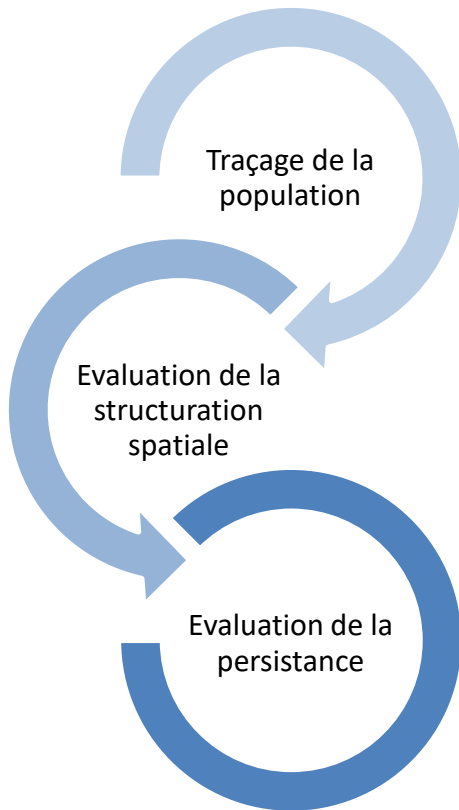 Traçage de la
population
Evaluation de la
structuration
spatiale
Evaluation de la
persistance